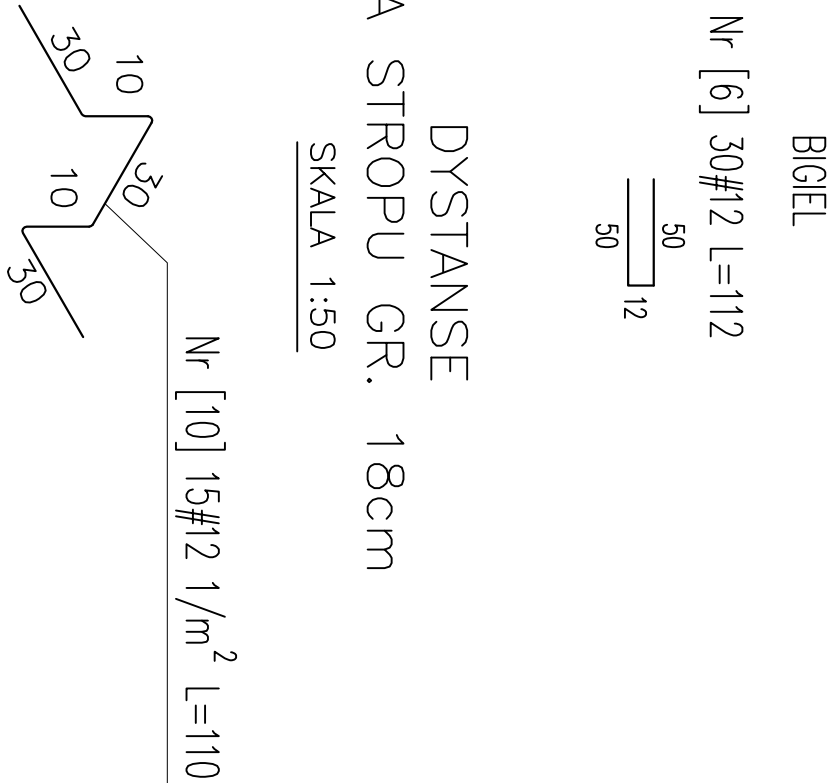 BIGIEL
Nr [6] 30#12 L=112
50
50
12
DYSTANSE
A STROPU GR. 18cm
SKALA 1:50
Nr [10] 15#12 1/m² L=110
30
10
30
10
30